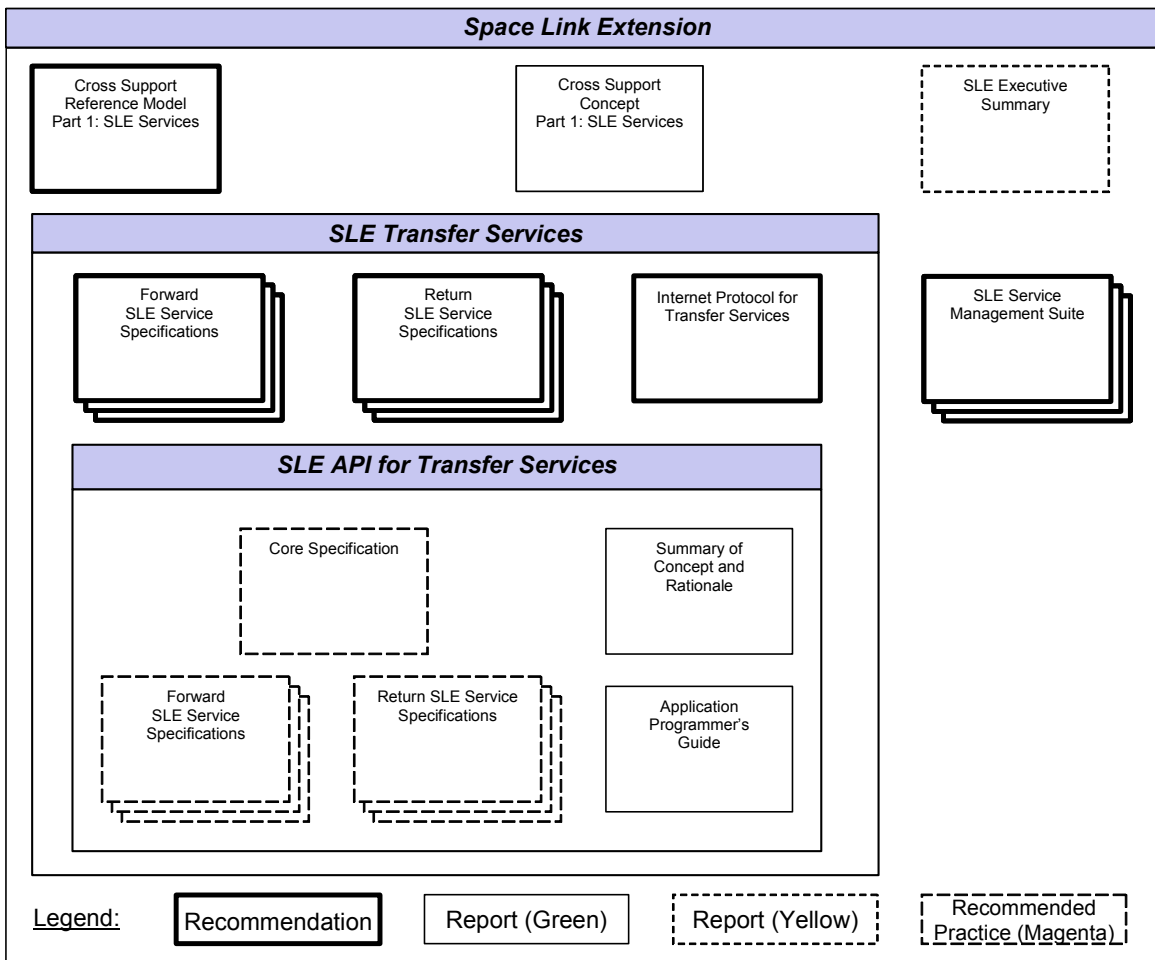 Space Link Extension
Cross Support
Reference Model
Part 1: SLE Services
Cross Support
Concept
Part 1: SLE Services
SLE Executive
Summary
SLE Transfer Services
Forward
SLE Service
Specifications
Return
SLE Service
Specifications
Internet Protocol for
Transfer Services
SLE Service
Management Suite
SLE API for Transfer Services
Core Specification
Summary of
Concept and
Rationale
Forward
SLE Service
Specifications
Return SLE Service
Specifications
Application
Programmer’s
Guide
Legend:
Recommendation
Report (Green)
Report (Yellow)
Recommended
Practice (Magenta)